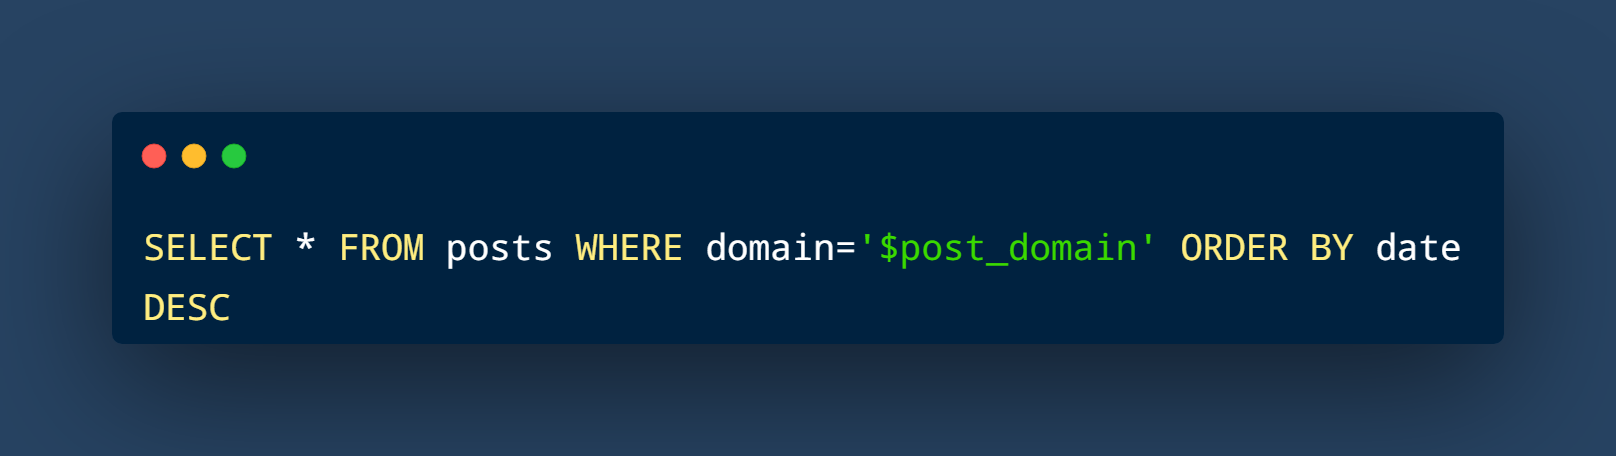 SELECT * FROM posts WHERE domain='$post_domain' ORDER BY date
DESC